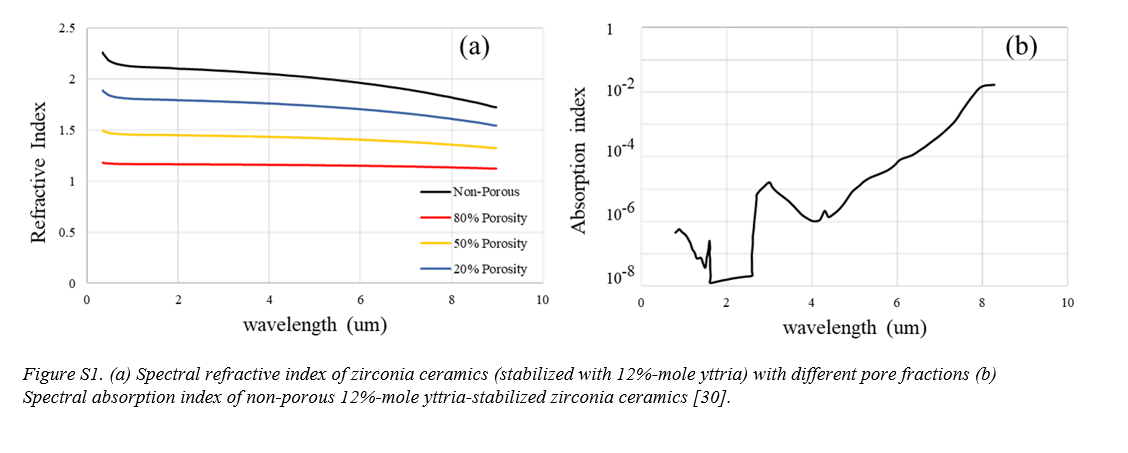 2.5
2
1.5
1
0.5
0
0
2
4
6
8
10
Refractive Index
wavelength (um)
(a)
Non-Porous
80% Porosity
50% Porosity
20% Porosity
1
10-2
10-4
10-6
10-8
0
2
4
6
8
10
Absorption index
wavelength (um)
(b)
Figure S1. (a) Spectral refractive index of zirconia ceramics (stabilized with 12%-mole yttria) with different pore fractions (b)
Spectral absorption index of non-porous 12%-mole yttria-stabilized zirconia ceramics [30].